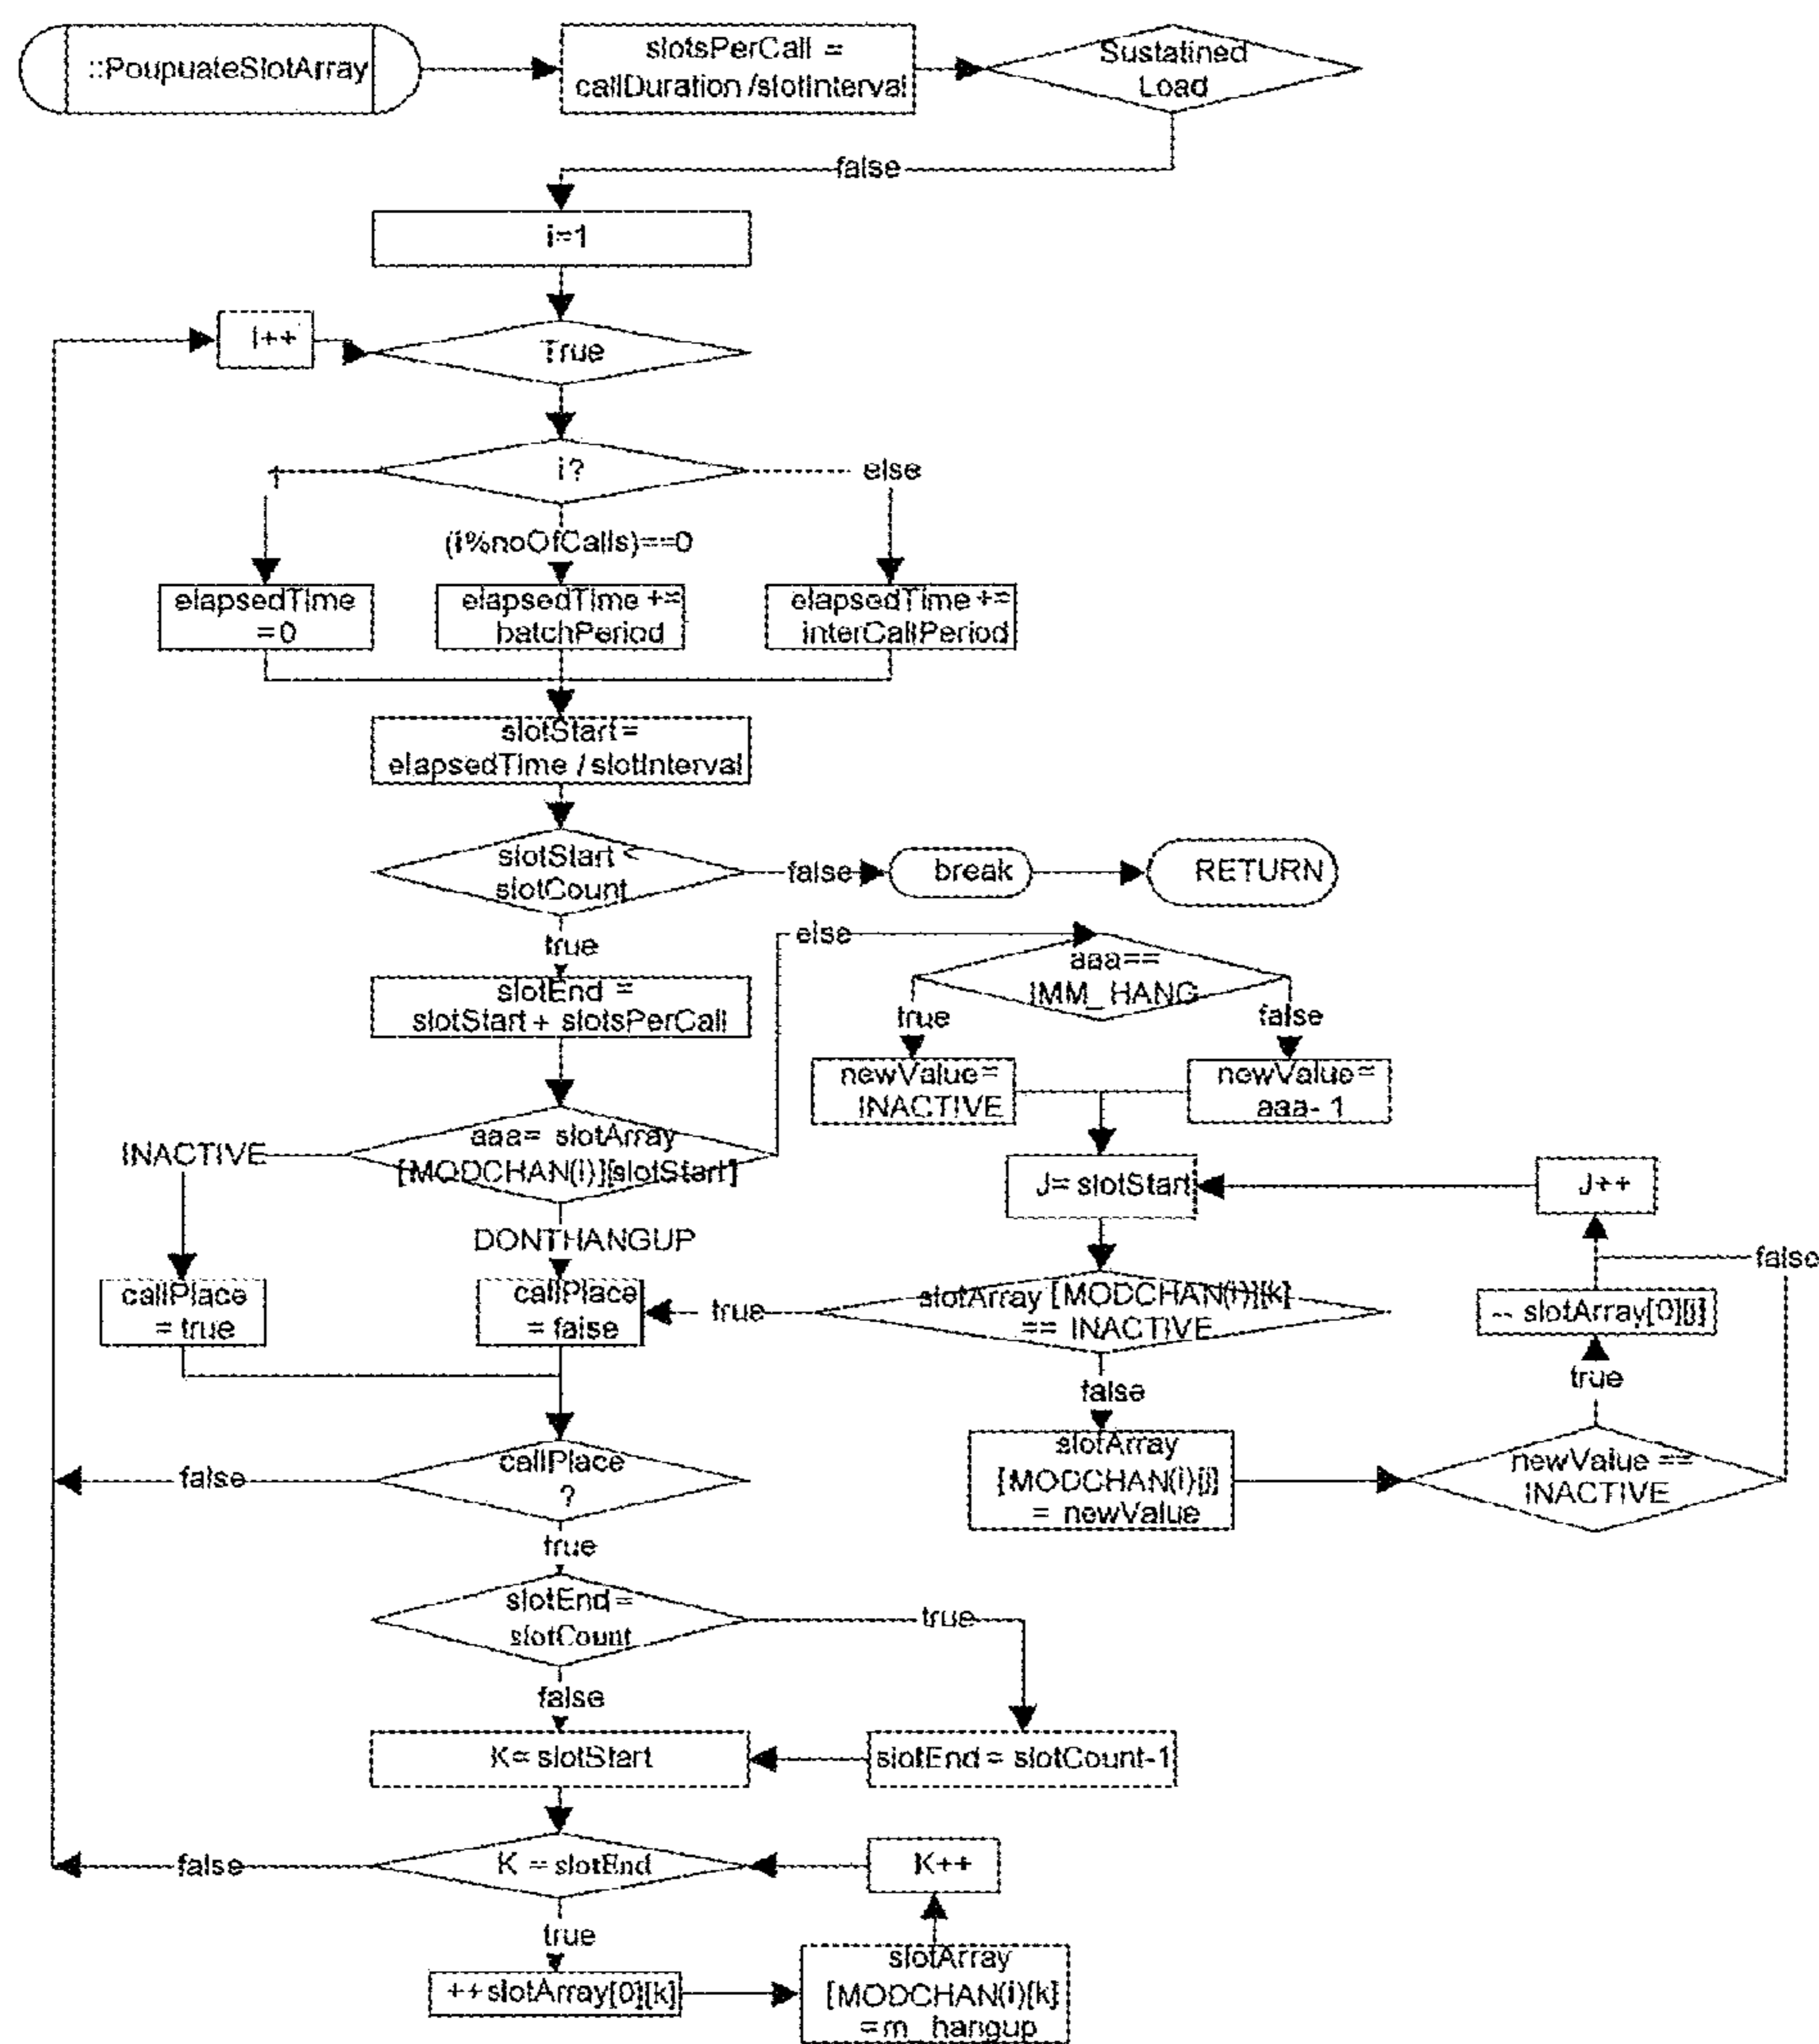 ::PoupuateSlotArray
slotsPerCall =
callDuration /slotInterval
Sustatined
Load
false
i=1
I++
True
i?
1
else
(i%noOfCalls)==0
elapsedTime
=0
elapsedTime +=
batchPeriod
elapsedTime +=
interCallPeriod
slotStart=
elapsedTime / slotInterval
slotStart <
slotCount
false
break
RETURN
true
else
slotEnd =
slotStart + slotsPerCall
aaa==
IMM_HANG
true
false
newValue=
INACTIVE
newValue=
aaa- 1
INACTIVE
aaa= slotArray
[MODCHAN(i)][slotStart]
J= slotStart
J++
DONTHANGUP
false
callPlace
= true
callPlace
= false
true
slotArray [MODCHAN(i)][k]
== INACTIVE
-- slotArray[0][j]
false
true
slotArray
[MODCHAN(i)[j]
= newValue
newValue ==
INACTIVE
callPlace
?
false
true
slotEnd =
slotCount
true
false
K= slotStart
slotEnd = slotCount-1
false
K = slotEnd
K++
true
++slotArray[0][k]
slotArray
[MODCHAN(i)[k]
=m_hangup